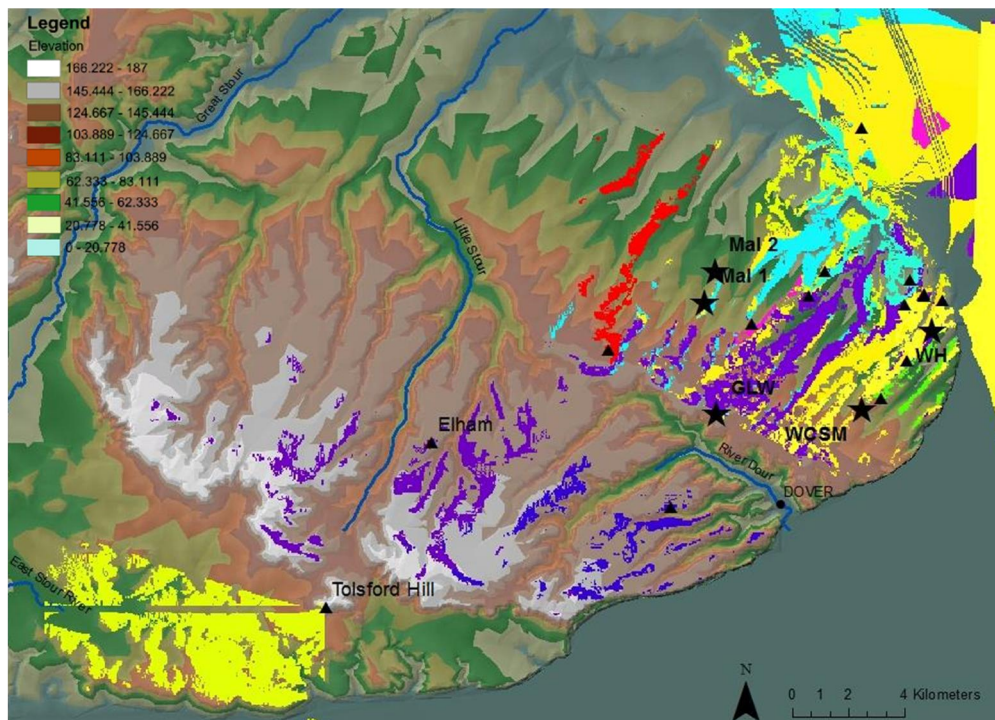 Legend
Elevation
166.222 - 187
145.444 - 166.222
124.667 - 145.444
103.889 - 124.667
83.111 - 103.889
62.333 - 83.111
41.556 - 62.333
20.778 - 41.556
0 - 20.778
Great Stour
Little Stour
Mal 2
Mal 1
WH
GLW
WCSM
Elham
River Dour
DOVER
East Stour River
Tolsford Hill
N
0 1 2 4 Kilometers